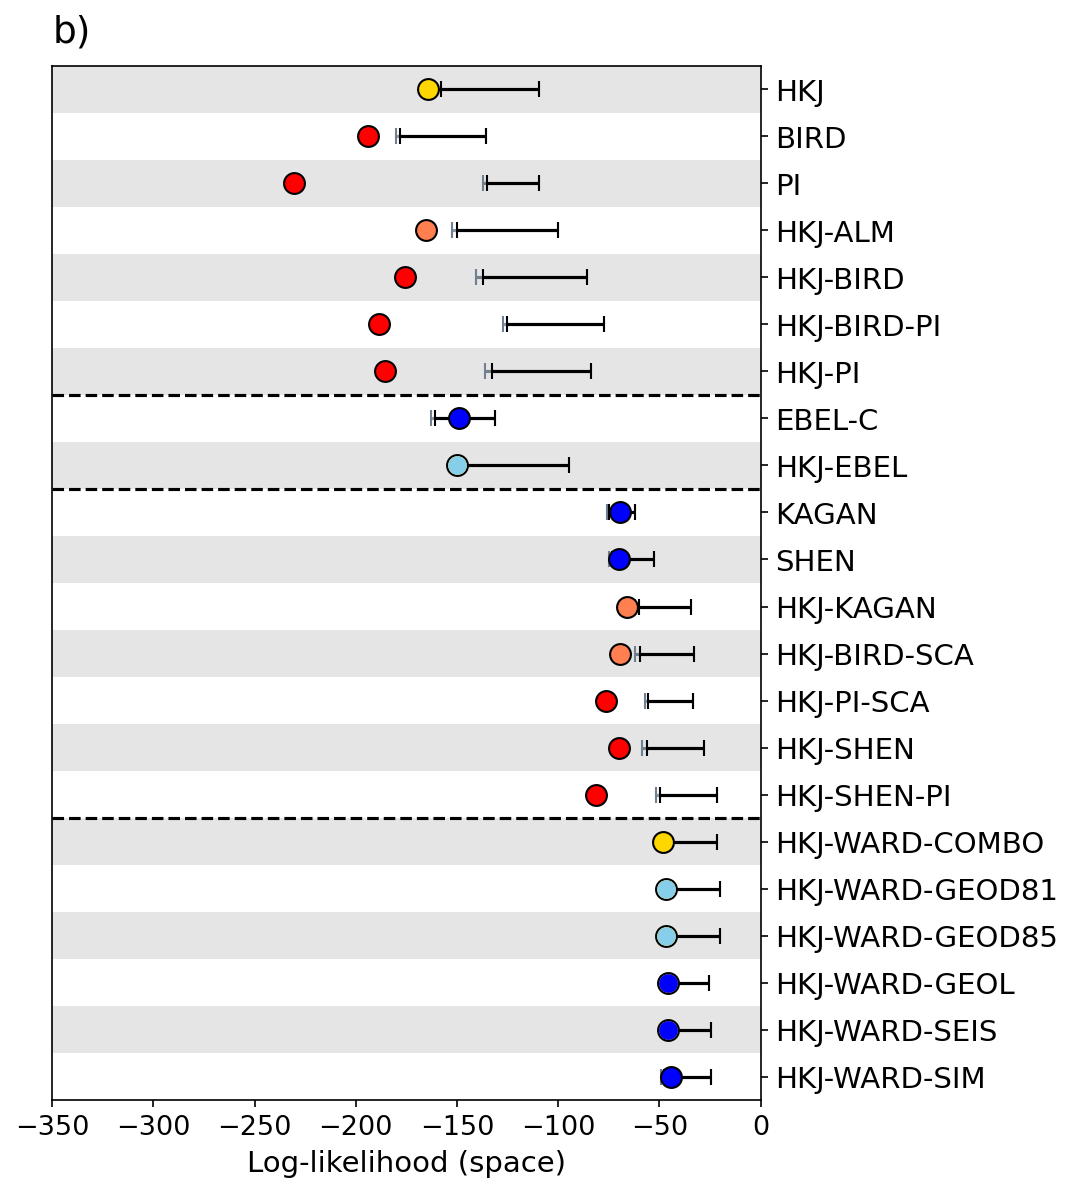 b)
HKJ
BIRD
PI
HKJ-ALM
HKJ-BIRD
HKJ-BIRD-PI
HKJ-PI
EBEL-C
HKJ-EBEL
KAGAN
SHEN
HKJ-KAGAN
HKJ-BIRD-SCA
HKJ-PI-SCA
HKJ-SHEN
HKJ-SHEN-PI
HKJ-WARD-COMBO
HKJ-WARD-GEOD81
HKJ-WARD-GEOD85
HKJ-WARD-GEOL
HKJ-WARD-SEIS
HKJ-WARD-SIM
−350 −300 −250 −200 −150 −100 −50 0
Log-likelihood (space)